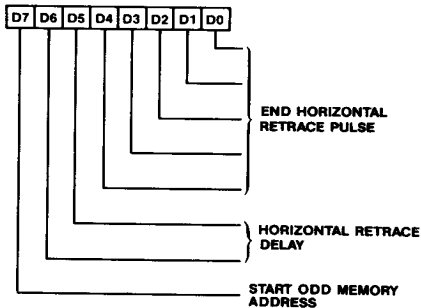 D7 D6 D5 D4 D3 D2 D1 D0
END HORIZONTAL
RETRACE PULSE
HORIZONTAL RETRACE
DELAY
START ODD MEMORY
ADDRESS